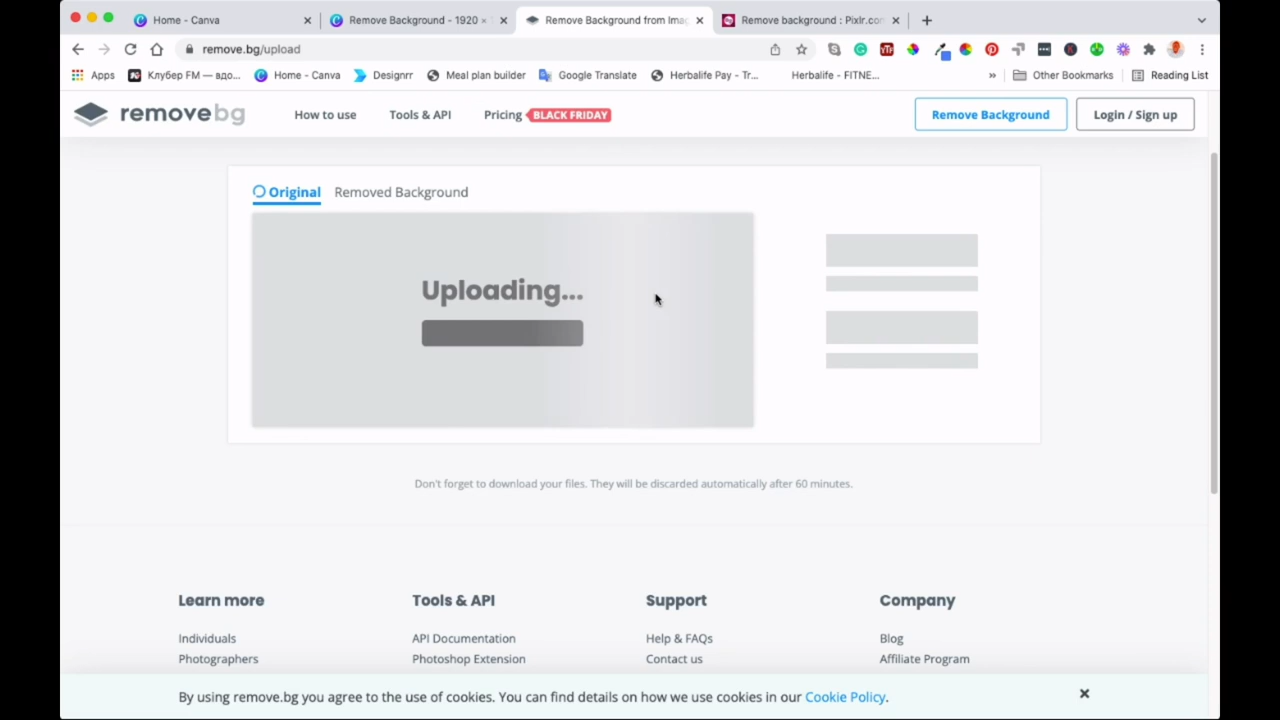 Home - Canva
Remove Background - 1920 ×
Remove Background from Imag
Remove background : Pixlr.com
remove.bg/upload
Apps
Клубер FM — вдо...
Home - Canva
Designrr
Meal plan builder
Google Translate
Herbalife Pay - Tr...
Herbalife - FITNE...
»
Other Bookmarks
Reading List
removebg
How to use
Tools & API
Pricing
BLACK FRIDAY
Remove Background
Login / Sign up
Original
Removed Background
Uploading...
Don't forget to download your files. They will be discarded automatically after 60 minutes.
Learn more
Tools & API
Support
Company
Individuals
API Documentation
Help & FAQs
Blog
Photographers
Photoshop Extension
Contact us
Affiliate Program
By using remove.bg you agree to the use of cookies. You can find details on how we use cookies in our Cookie Policy.